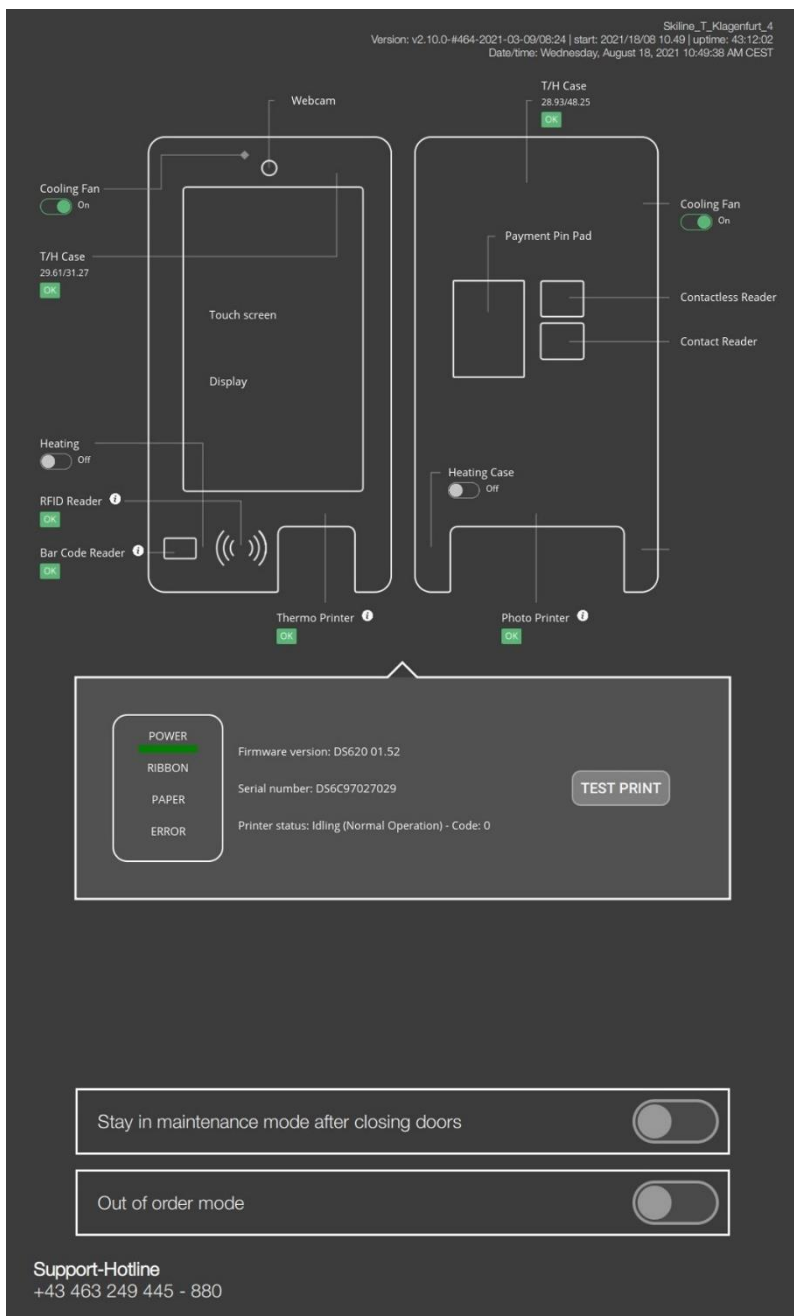 Skiline_T_Klagenfurt_4
Version: v2.10.0-#464-2021-03-09/08:24 | start: 2021/18/08 10.49 | uptime: 43:12:02
Date/time: Wednesday, August 18, 2021 10:49:38 AM CEST
T/H Case
28.93/48.25
OK
Webcam
Cooling Fan
On
Cooling Fan
On
Payment Pin Pad
T/H Case
29.61/31.27
OK
Contactless Reader
Touch screen
Contact Reader
Display
Heating
Off
Heating Case
Off
RFID Reader i
OK
Bar Code Reader i
OK
Thermo Printer i
OK
Photo Printer i
OK
POWER
RIBBON
PAPER
ERROR
Firmware version: DS620 01.52
Serial number: DS6C97027029
Printer status: Idling (Normal Operation) - Code: 0
TEST PRINT
Stay in maintenance mode after closing doors
Out of order mode
Support-Hotline
+43 463 249 445 - 880